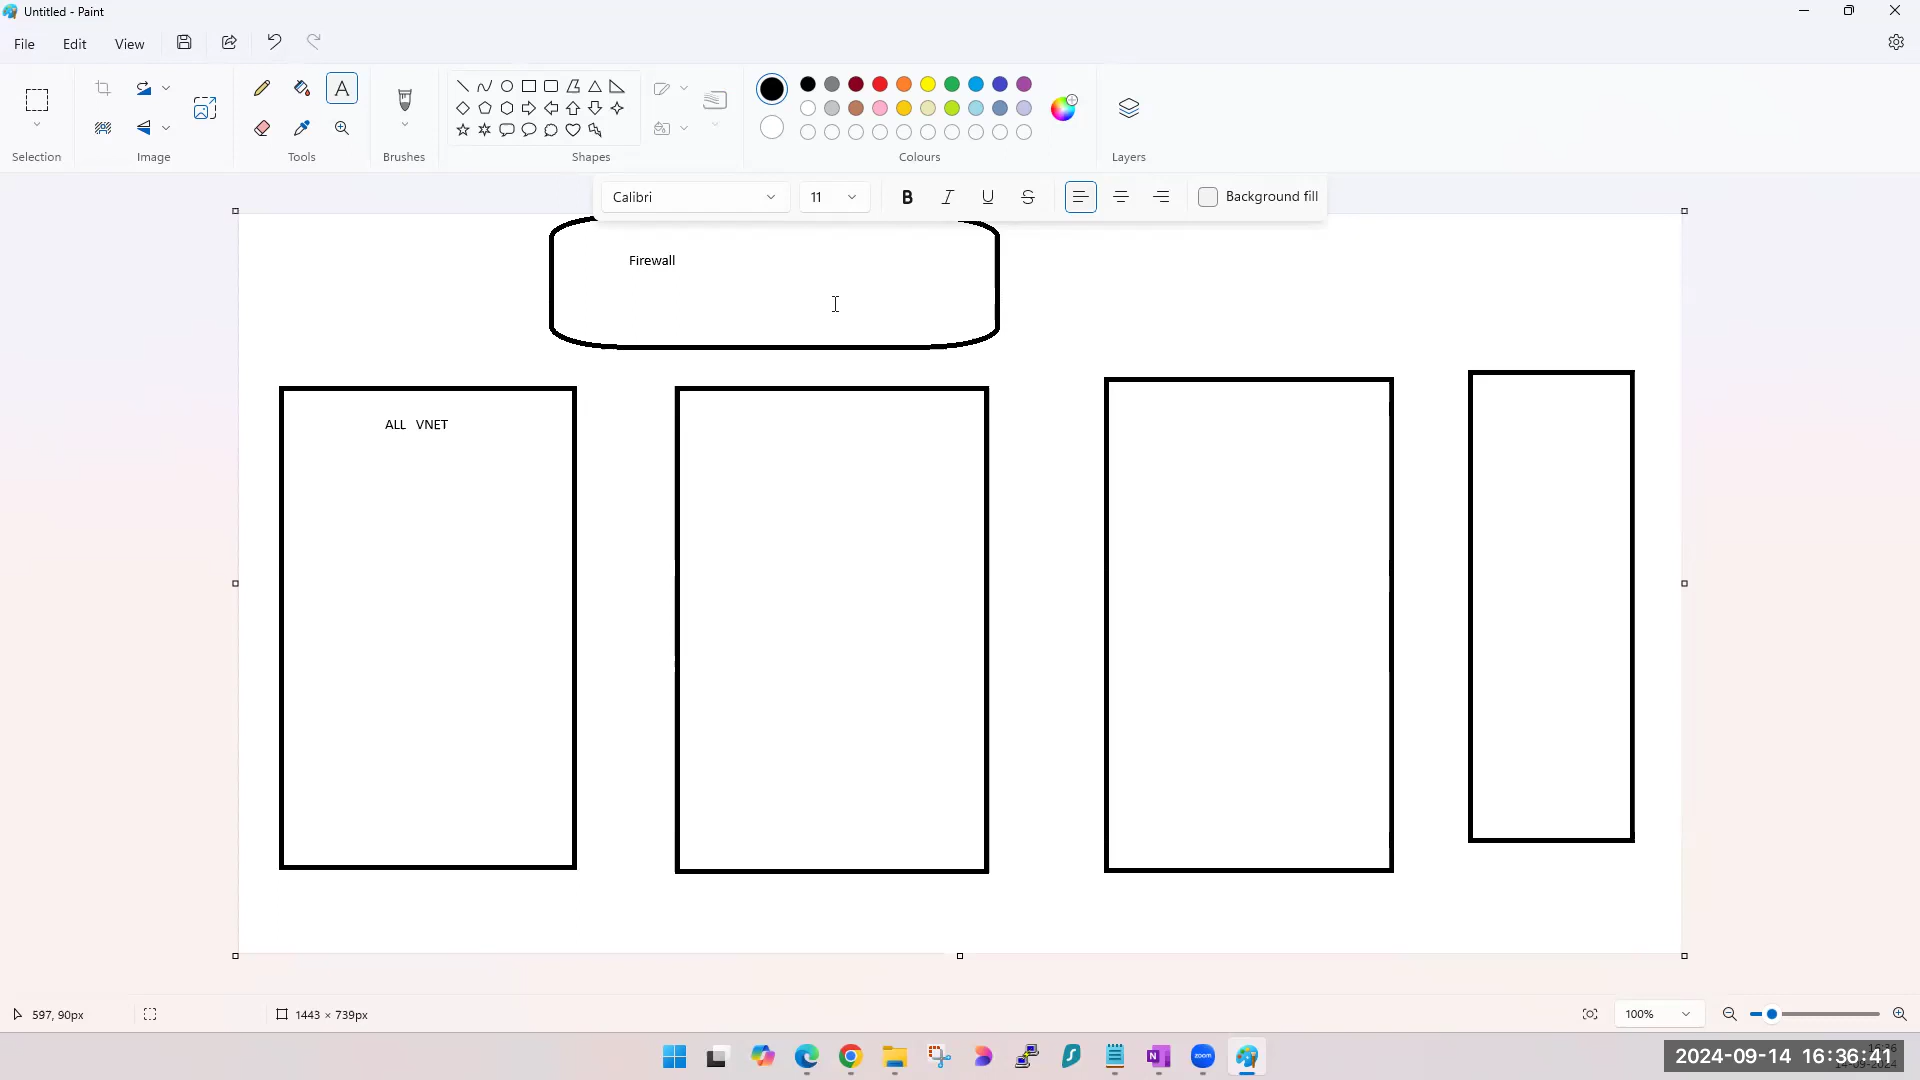 Untitled - Paint
File Edit View
Selection Image Tools Brushes Shapes Colours Layers
Calibri 11 B I U S Background fill
Firewall
ALL VNET
597, 90px 1443 × 739px 100%
zoom
2024-09-14 16:36:41